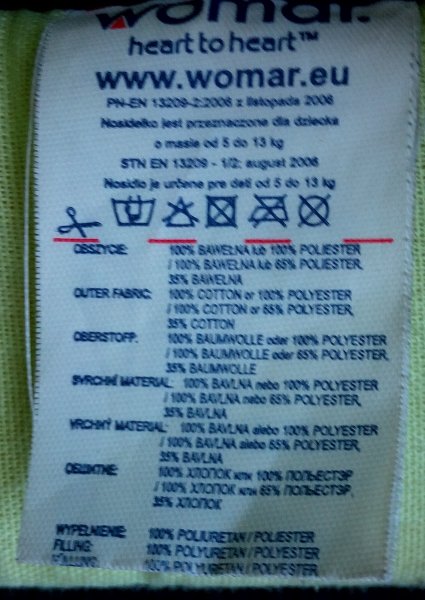 womar.
heart to heart™
www.womar.eu
PN-EN 13209-2:2006 z listopada 2006
Nosidełko jest przeznaczone dla dziecka
o masie od 5 do 13 kg
STN EN 13209 - 1/2; august 2006
Nosidlo je určene pre deti od 5 do 13 kg
OBSZYCIE: 100% BAWEŁNA lub 100% POLIESTER
/ 100% BAWEŁNA lub 65% POLIESTER,
35% BAWEŁNA
OUTER FABRIC: 100% COTTON or 100% POLYESTER
/ 100% COTTON or 65% POLYESTER,
35% COTTON
OBERSTOFF: 100% BAUMWOLLE oder 100% POLYESTER
/ 100% BAUMWOLLE oder 65% POLYESTER,
35% BAUMWOLLE
SVRCHNÍ MATERIAL: 100% BAVLNA nebo 100% POLYESTER
/ 100% BAVLNA nebo 65% POLYESTER,
35% BAVLNA
VRCHNÝ MATERIAL: 100% BAVLNA alebo 100% POLYESTER
/ 100% BAVLNA alebo 65% POLYESTER,
35% BAVLNA
ОБШИТИЕ: 100% ХЛОПОК или 100% ПОЛЬЕСТЭР
/ 100% ХЛОПОК или 65% ПОЛЬЕСТЭР,
35% ХЛОПОК
WYPEŁNIENIE: 100% POLIURETAN / POLIESTER
FILLING: 100% POLYURETAN / POLYESTER
FÜLLUNG: 100% POLYURETAN / POLYESTER